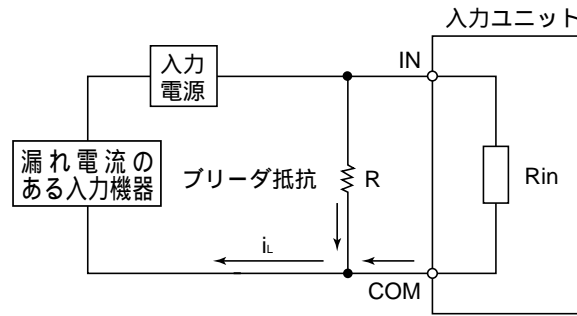 入力ユニット
入力
電源
IN
漏れ電流の
ある入力機器
ブリーダ抵抗
R
Rin
iL
COM